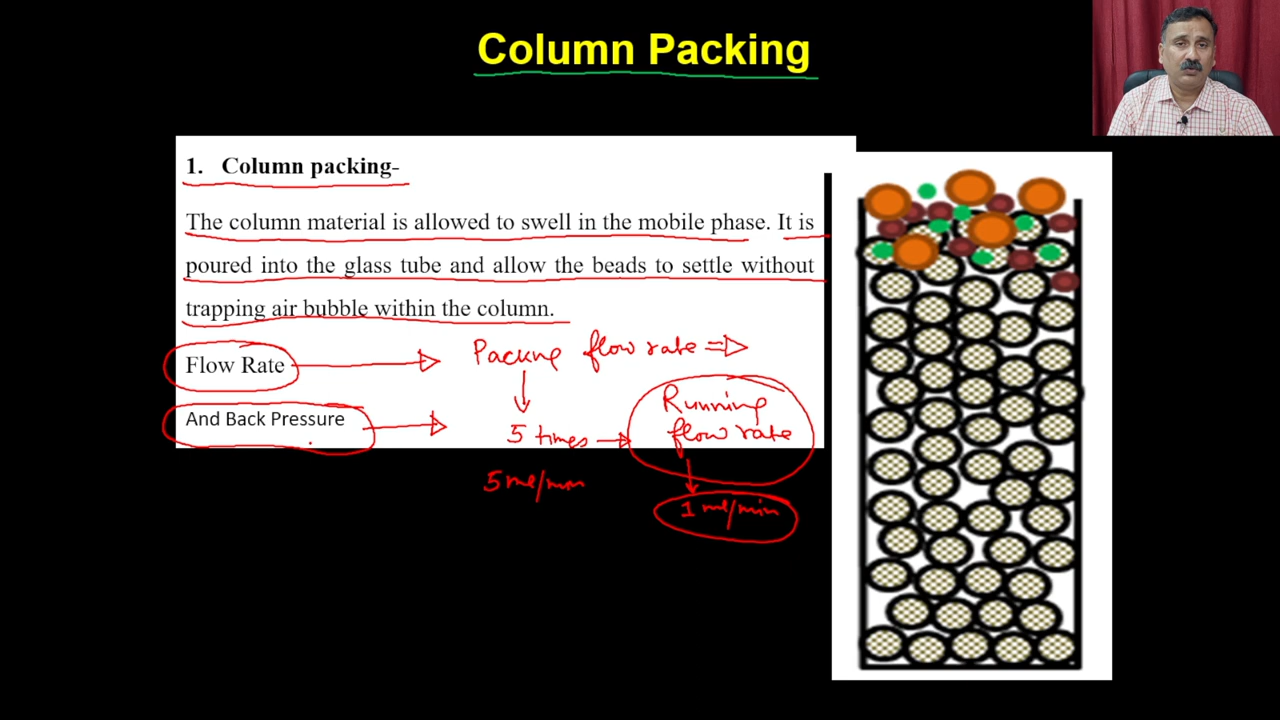 Column Packing
1. Column packing-
The column material is allowed to swell in the mobile phase. It is
poured into the glass tube and allow the beads to settle without
trapping air bubble within the column.
Flow Rate
Packing flow rate ⇒
And Back Pressure
5 times
Running
flow rate
5 ml/min
1 ml/min